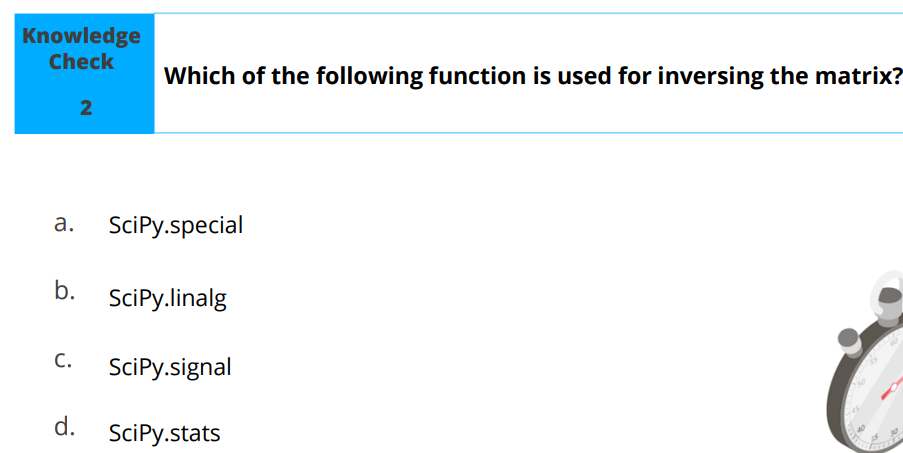 Knowledge
Check
2
Which of the following function is used for inversing the matrix?
a. SciPy.special
b. SciPy.linalg
c. SciPy.signal
d. SciPy.stats